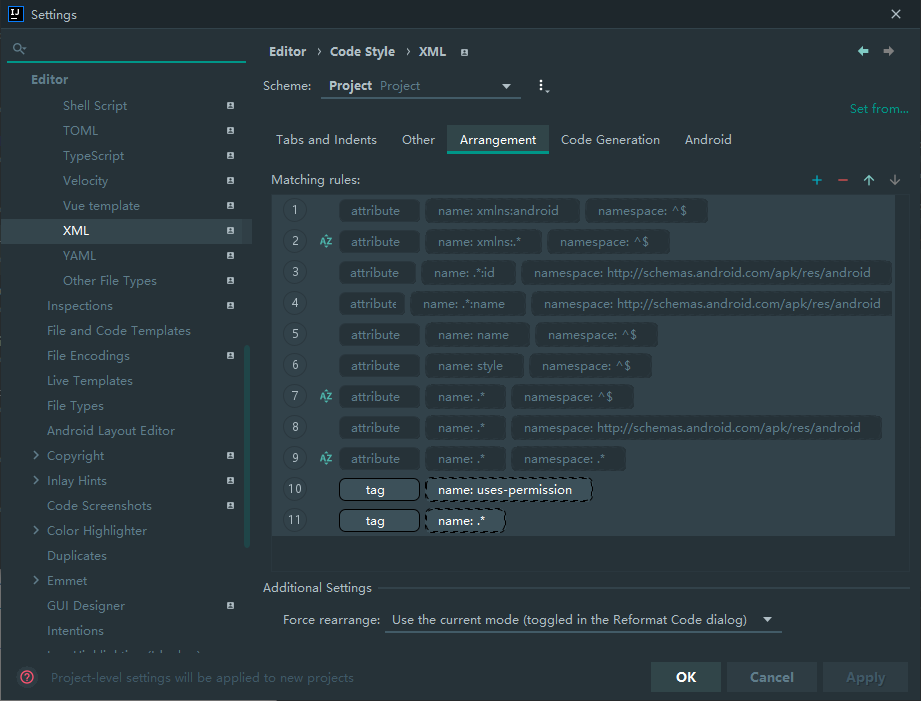 IJ Settings
Editor › Code Style › XML
Editor
Scheme: Project Project
Shell Script
Set from...
TOML
TypeScript
Tabs and Indents Other Arrangement Code Generation Android
Velocity
Matching rules:
Vue template
XML
YAML
Other File Types
Inspections
File and Code Templates
File Encodings
Live Templates
File Types
Android Layout Editor
Copyright
Inlay Hints
Code Screenshots
Color Highlighter
Duplicates
Emmet
GUI Designer
Intentions
1 attribute name: xmlns:android namespace: ^$
2 AZ attribute name: xmlns:.* namespace: ^$
3 attribute name: .*:id namespace: http://schemas.android.com/apk/res/android
4 attribute name: .*:name namespace: http://schemas.android.com/apk/res/android
5 attribute name: name namespace: ^$
6 attribute name: style namespace: ^$
7 AZ attribute name: .* namespace: ^$
8 attribute name: .* namespace: http://schemas.android.com/apk/res/android
9 AZ attribute name: .* namespace: .*
10 tag name: uses-permission
11 tag name: .*
Additional Settings
Force rearrange: Use the current mode (toggled in the Reformat Code dialog)
? Project-level settings will be applied to new projects
OK Cancel Apply